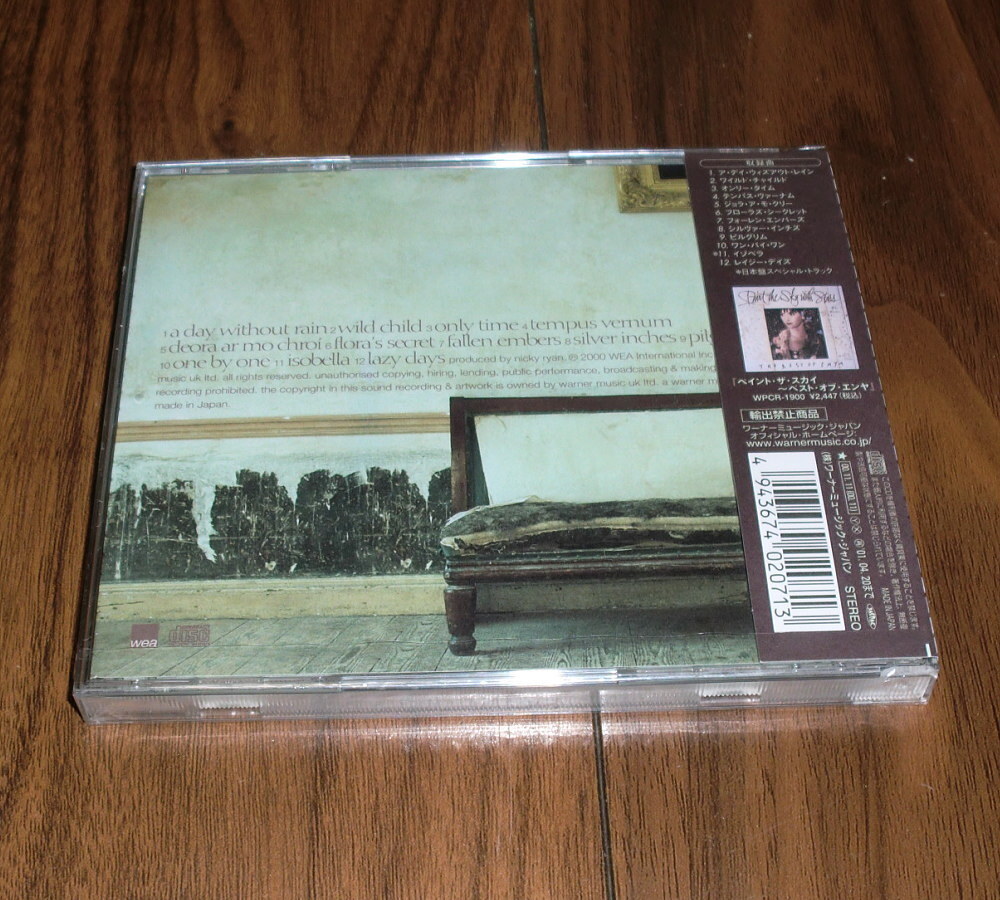 1 a day without rain 2 wild child 3 only time 4 tempus vernum
5 deora ar mo chroí 6 flora's secret 7 fallen embers 8 silver inches 9 pil
10 one by one 11 isobella 12 lazy days produced by nicky ryan. ℗ 2000 WEA International Inc
music uk ltd. all rights reserved. unauthorised copying, hiring, lending, public performance, broadcasting & making
recording prohibited. the copyright in this sound recording & artwork is owned by warner music uk ltd. a warner m
made in Japan.
wea
DISC
収録曲
1. ア・デイ・ウィズアウト・レイン
2. ワイルド・チャイルド
3. オンリー・タイム
4. テンパス・ヴァーナム
5. ジョラ・ア・モ・クリー
6. フローラズ・シークレット
7. フォーレン・エンバーズ
8. シルヴァー・インチズ
9. ピルグリム
10. ワン・バイ・ワン
*11. イゾベラ
12. レイジー・デイズ
*日本盤スペシャル・トラック
Paint the Sky with Stars
『ペイント・ザ・スカイ
～ベスト・オブ・エンヤ』
WPCR-1900 ¥2,447(税込)
輸出禁止商品
ワーナーミュージック・ジャパン
オフィシャル・ホームページ:
www.warnermusic.co.jp/
4 943674 020713
(株)ワーナーミュージック・ジャパン STEREO
01. 04. 20まで
MADE IN JAPAN